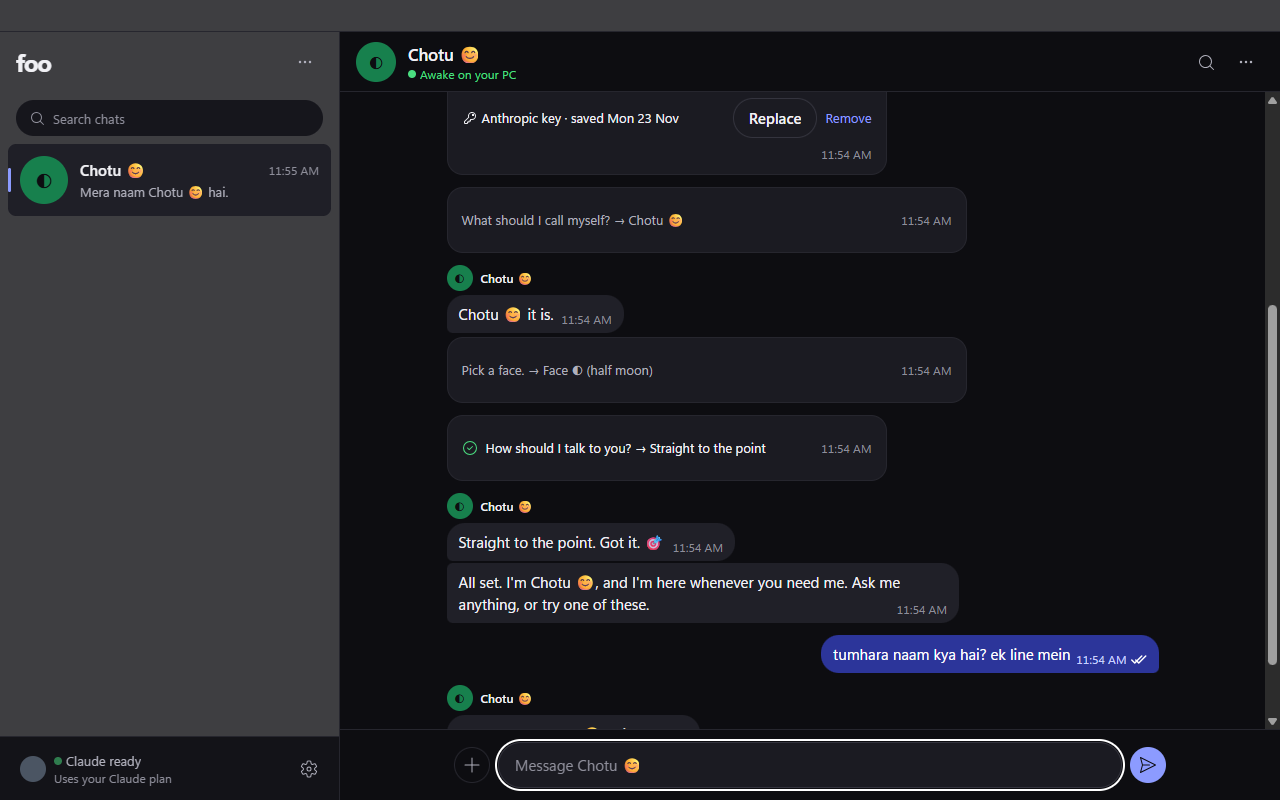 foo
Search chats
Chotu 😊
11:55 AM
Mera naam Chotu 😊 hai.
Claude ready
Uses your Claude plan
Chotu 😊
Awake on your PC
Anthropic key · saved Mon 23 Nov
Replace
Remove
11:54 AM
What should I call myself? → Chotu 😊
11:54 AM
Chotu 😊
Chotu 😊 it is. 11:54 AM
Pick a face. → Face ◐ (half moon)
11:54 AM
How should I talk to you? → Straight to the point
11:54 AM
Chotu 😊
Straight to the point. Got it. 🎯 11:54 AM
All set. I'm Chotu 😊, and I'm here whenever you need me. Ask me
anything, or try one of these.
11:54 AM
tumhara naam kya hai? ek line mein 11:54 AM
Chotu 😊
Message Chotu 😊